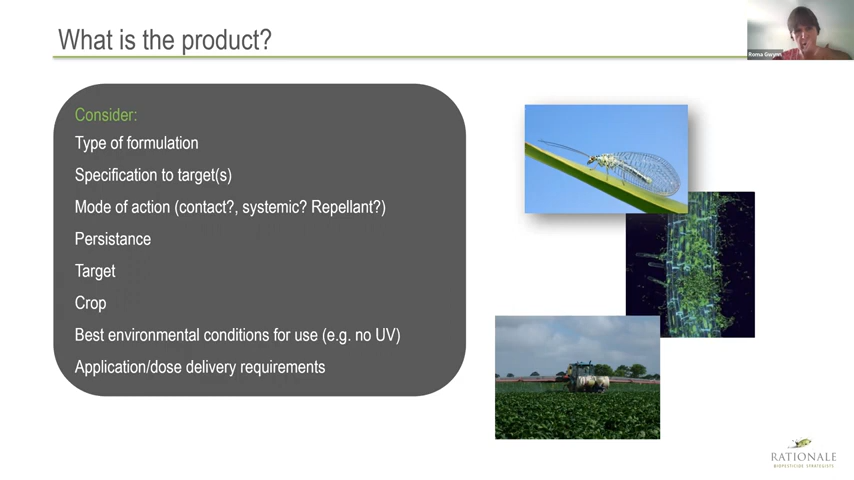 What is the product?
Roma Gwynn
Consider:
Type of formulation
Specification to target(s)
Mode of action (contact?, systemic? Repellant?)
Persistance
Target
Crop
Best environmental conditions for use (e.g. no UV)
Application/dose delivery requirements
RATIONALE
BIOPESTICIDE STRATEGISTS